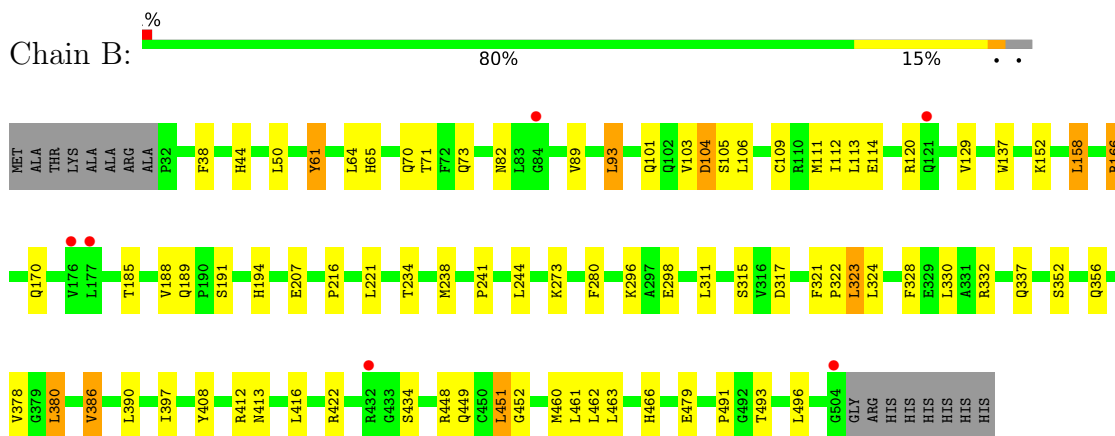 %
Chain B:
80% 15% • •
MET ALA THR LYS ALA ALA ARG ALA P32 F38 H44 L50 Y61 L64 H65 Q70 T71 F72 Q73 N82 L83 G84 V89 L93 Q101 Q102 V103 D104 S105 L106 C109 R110 M111 I112 L113 E114 R120 Q121 V129 W137 K152 L158 R166
Q170 V176 L177 T185 V188 Q189 P190 S191 H194 E207 P216 L221 T234 M238 P241 L244 K273 F280 K296 A297 E298 L311 S315 V316 D317 F321 P322 L323 L324 F328 E329 L330 A331 R332 Q337 S352 Q356
V378 G379 L380 V386 L390 I397 Y408 R412 N413 L416 R422 R432 G433 S434 R448 Q449 C450 L451 G452 M460 L461 L462 L463 H466 E479 P491 G492 T493 L496 G504 GLY ARG HIS HIS HIS HIS HIS HIS